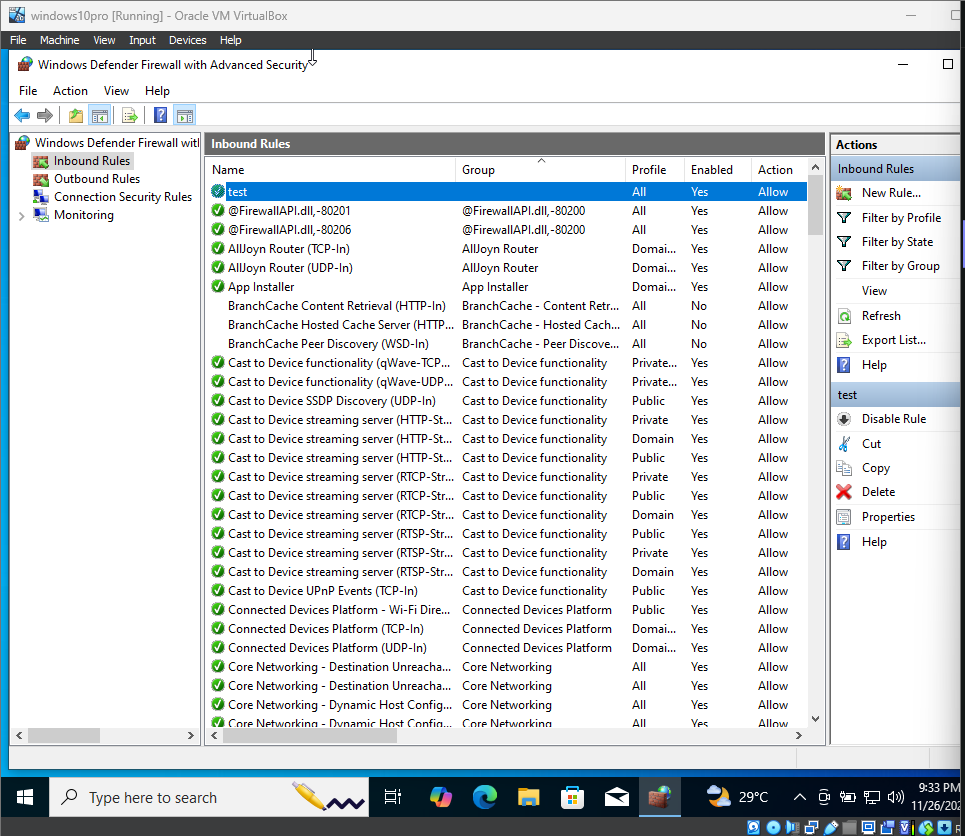 windows10pro [Running] - Oracle VM VirtualBox
File Machine View Input Devices Help
Windows Defender Firewall with Advanced Security
File Action View Help
Windows Defender Firewall wit
Inbound Rules
Outbound Rules
Connection Security Rules
Monitoring
Inbound Rules
Name Group Profile Enabled Action
test All Yes Allow
@FirewallAPI.dll,-80201 @FirewallAPI.dll,-80200 All Yes Allow
@FirewallAPI.dll,-80206 @FirewallAPI.dll,-80200 All Yes Allow
AllJoyn Router (TCP-In) AllJoyn Router Domai... Yes Allow
AllJoyn Router (UDP-In) AllJoyn Router Domai... Yes Allow
App Installer App Installer Domai... Yes Allow
BranchCache Content Retrieval (HTTP-In) BranchCache - Content Retr... All No Allow
BranchCache Hosted Cache Server (HTTP... BranchCache - Hosted Cach... All No Allow
BranchCache Peer Discovery (WSD-In) BranchCache - Peer Discove... All No Allow
Cast to Device functionality (qWave-TCP... Cast to Device functionality Private... Yes Allow
Cast to Device functionality (qWave-UDP... Cast to Device functionality Private... Yes Allow
Cast to Device SSDP Discovery (UDP-In) Cast to Device functionality Public Yes Allow
Cast to Device streaming server (HTTP-St... Cast to Device functionality Private Yes Allow
Cast to Device streaming server (HTTP-St... Cast to Device functionality Domain Yes Allow
Cast to Device streaming server (HTTP-St... Cast to Device functionality Public Yes Allow
Cast to Device streaming server (RTCP-Str... Cast to Device functionality Private Yes Allow
Cast to Device streaming server (RTCP-Str... Cast to Device functionality Public Yes Allow
Cast to Device streaming server (RTCP-Str... Cast to Device functionality Domain Yes Allow
Cast to Device streaming server (RTSP-Str... Cast to Device functionality Public Yes Allow
Cast to Device streaming server (RTSP-Str... Cast to Device functionality Private Yes Allow
Cast to Device streaming server (RTSP-Str... Cast to Device functionality Domain Yes Allow
Cast to Device UPnP Events (TCP-In) Cast to Device functionality Public Yes Allow
Connected Devices Platform - Wi-Fi Dire... Connected Devices Platform Public Yes Allow
Connected Devices Platform (TCP-In) Connected Devices Platform Domai... Yes Allow
Connected Devices Platform (UDP-In) Connected Devices Platform Domai... Yes Allow
Core Networking - Destination Unreacha... Core Networking All Yes Allow
Core Networking - Destination Unreacha... Core Networking All Yes Allow
Core Networking - Dynamic Host Config... Core Networking All Yes Allow
Core Networking - Dynamic Host Config... Core Networking All Yes Allow
Actions
Inbound Rules
New Rule...
Filter by Profile
Filter by State
Filter by Group
View
Refresh
Export List...
Help
test
Disable Rule
Cut
Copy
Delete
Properties
Help
Type here to search
29°C
9:33 PM
11/26/202